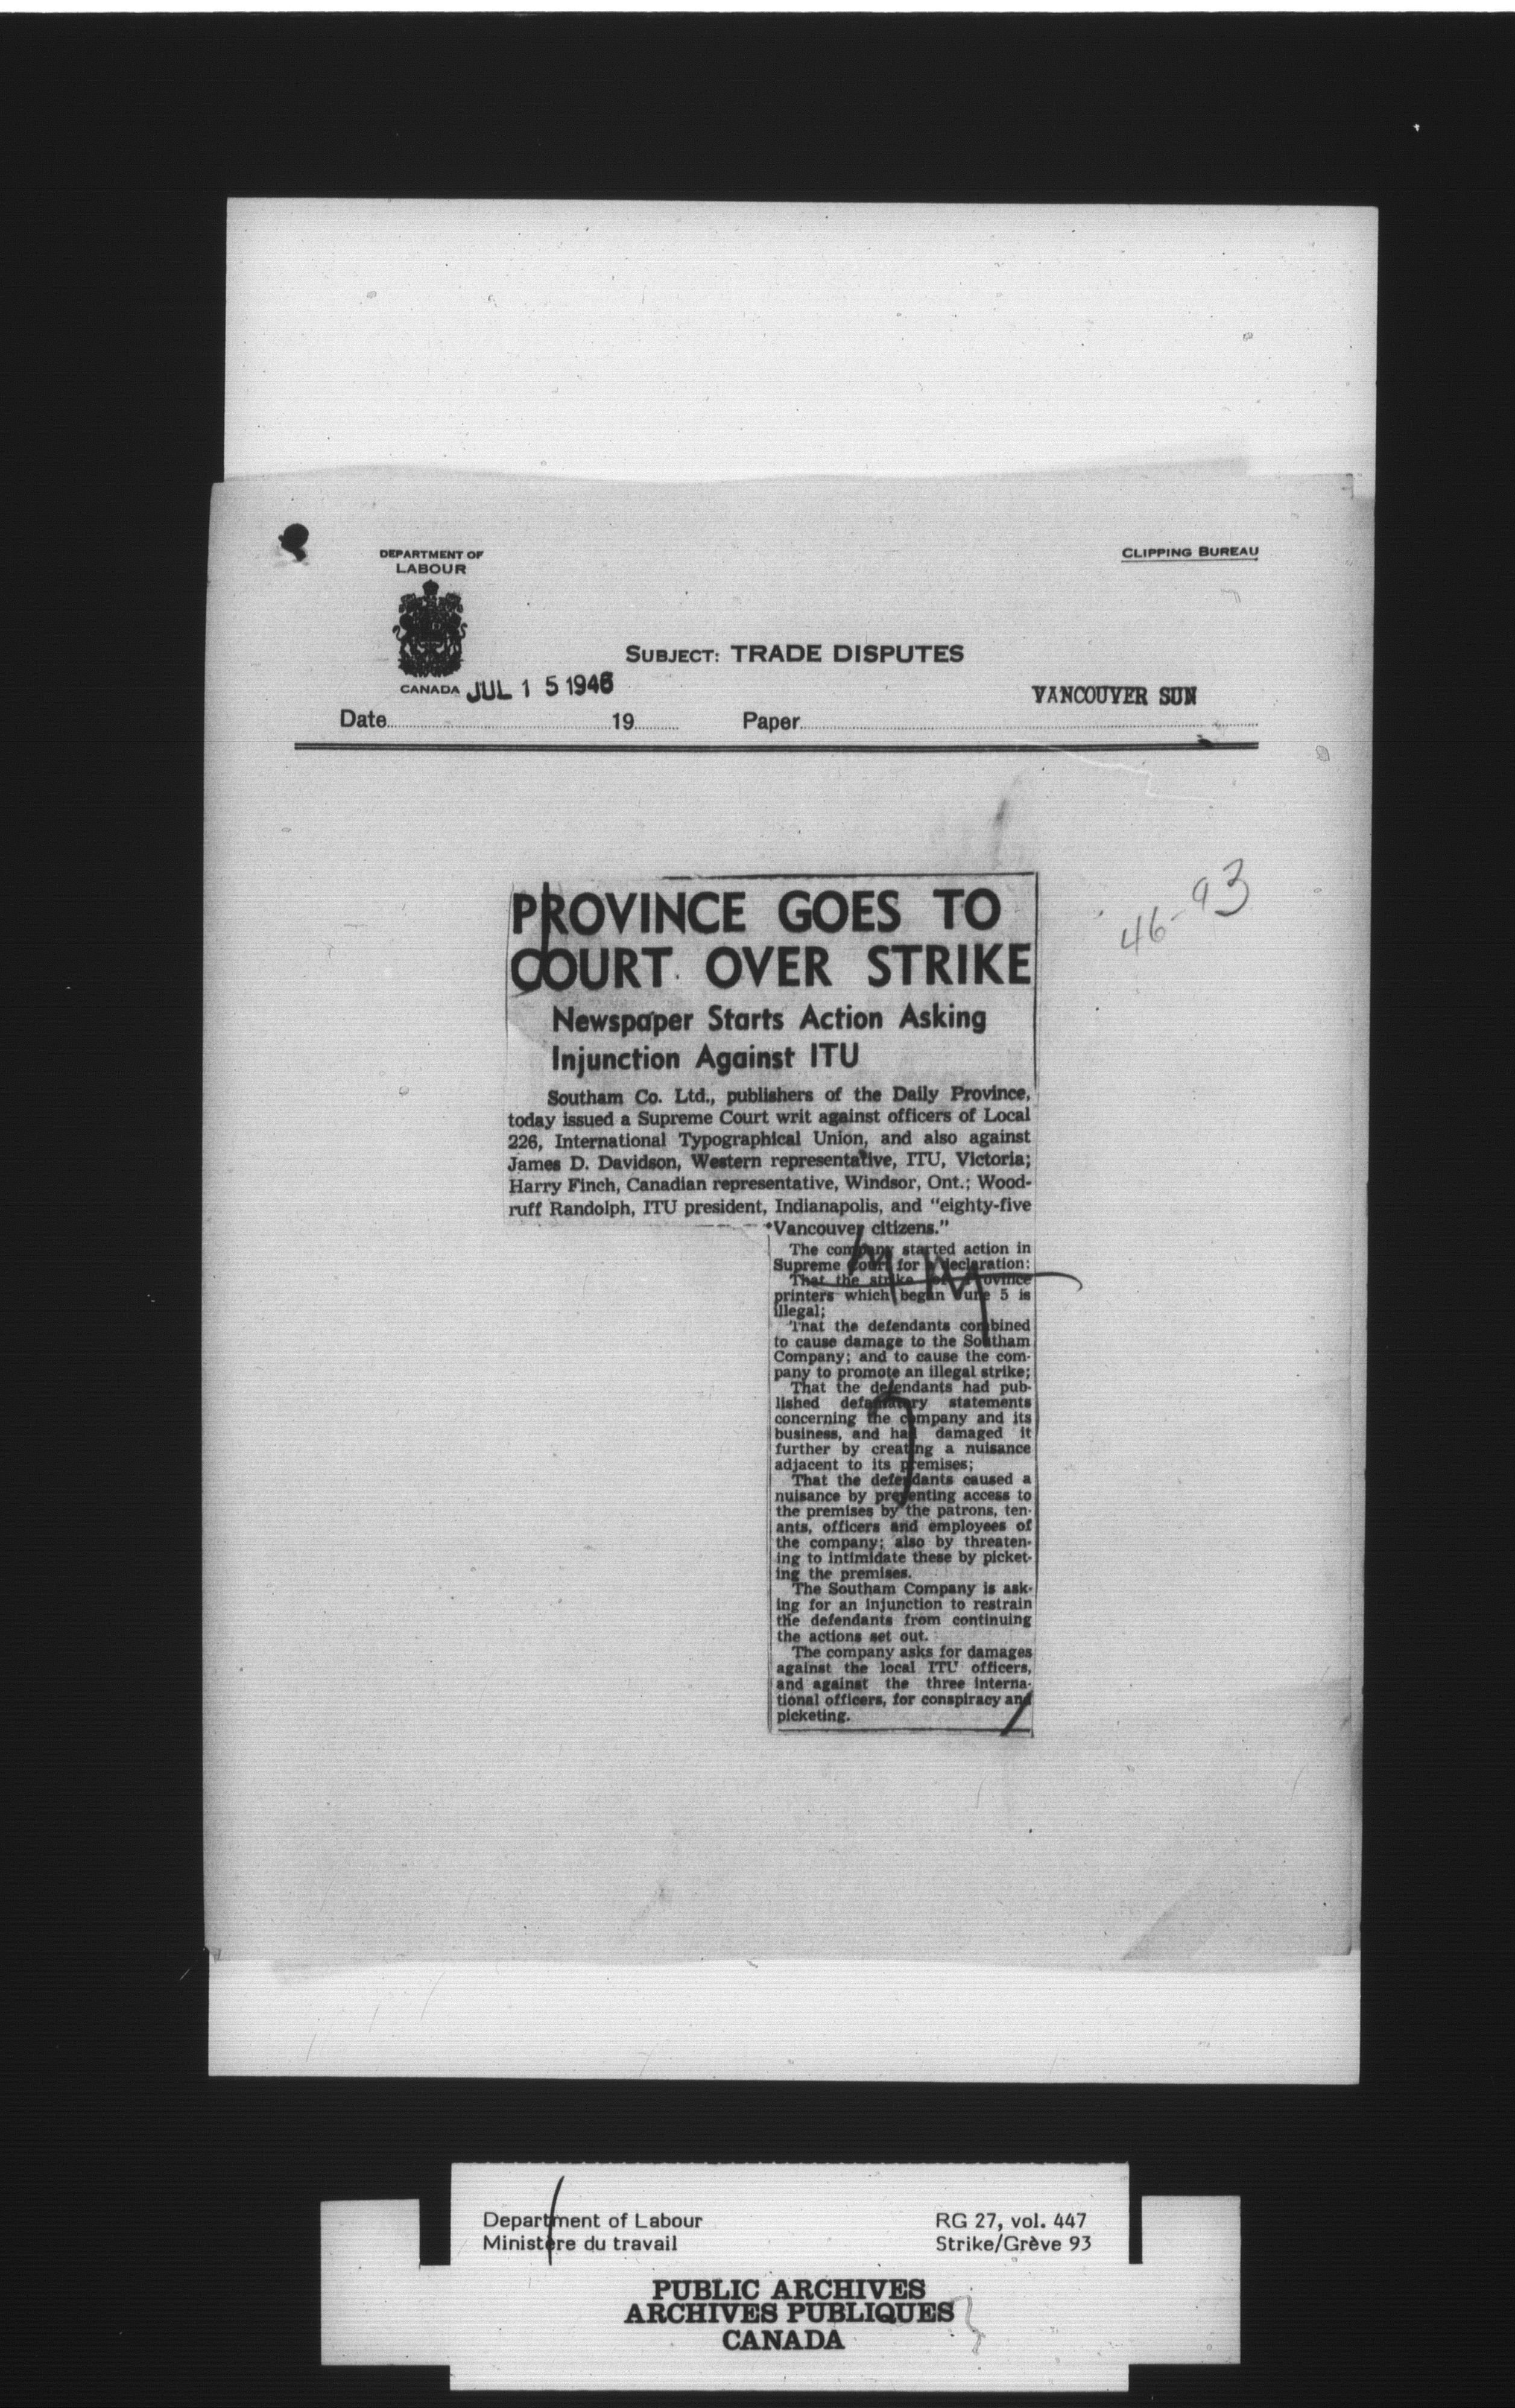 DEPARTMENT OF
LABOUR
CANADA
CLIPPING BUREAU
SUBJECT: TRADE DISPUTES
JUL 15 1946
VANCOUVER SUN
Date 19 Paper
46-93
PROVINCE GOES TO
COURT OVER STRIKE
Newspaper Starts Action Asking
Injunction Against ITU
Southam Co. Ltd., publishers of the Daily Province,
today issued a Supreme Court writ against officers of Local
226, International Typographical Union, and also against
James D. Davidson, Western representative, ITU, Victoria;
Harry Finch, Canadian representative, Windsor, Ont.; Wood-
ruff Randolph, ITU president, Indianapolis, and "eighty-five
Vancouver citizens."
The company started action in
Supreme Court for a declaration:
That the strike of Province
printers which began June 5 is
illegal;
That the defendants combined
to cause damage to the Southam
Company; and to cause the com-
pany to promote an illegal strike;
That the defendants had pub-
lished defamatory statements
concerning the company and its
business, and had damaged it
further by creating a nuisance
adjacent to its premises;
That the defendants caused a
nuisance by preventing access to
the premises by the patrons, ten-
ants, officers and employees of
the company; also by threaten-
ing to intimidate these by picket-
ing the premises.
The Southam Company is ask-
ing for an injunction to restrain
the defendants from continuing
the actions set out.
The company asks for damages
against the local ITU officers,
and against the three interna-
tional officers, for conspiracy and
picketing.
Department of Labour
Ministère du travail
RG 27, vol. 447
Strike/Grève 93
PUBLIC ARCHIVES
ARCHIVES PUBLIQUES
CANADA